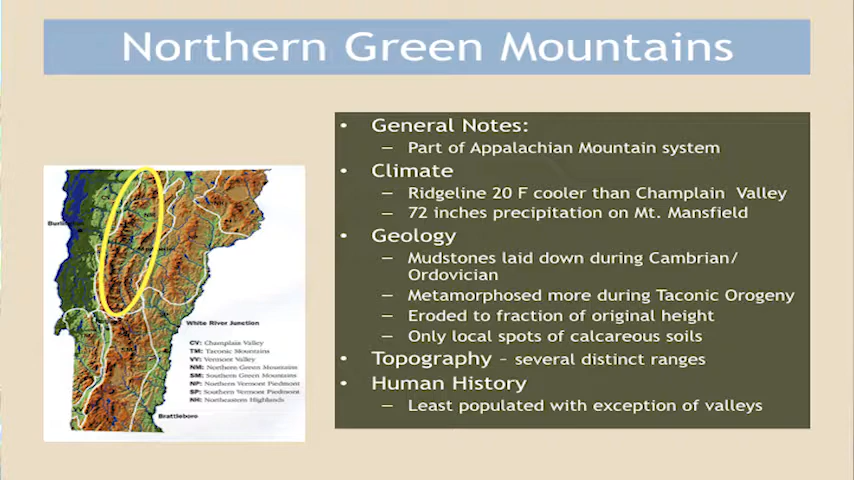 Northern Green Mountains
• General Notes:
– Part of Appalachian Mountain system
• Climate
– Ridgeline 20 F cooler than Champlain Valley
– 72 inches precipitation on Mt. Mansfield
• Geology
– Mudstones laid down during Cambrian/
Ordovician
– Metamorphosed more during Taconic Orogeny
– Eroded to fraction of original height
– Only local spots of calcareous soils
• Topography – several distinct ranges
• Human History
– Least populated with exception of valleys
White River Junction
CV: Champlain Valley
TM: Taconic Mountains
VV: Vermont Valley
NM: Northern Green Mountains
SM: Southern Green Mountains
NP: Northern Vermont Piedmont
SP: Southern Vermont Piedmont
NH: Northeastern Highlands
Brattleboro